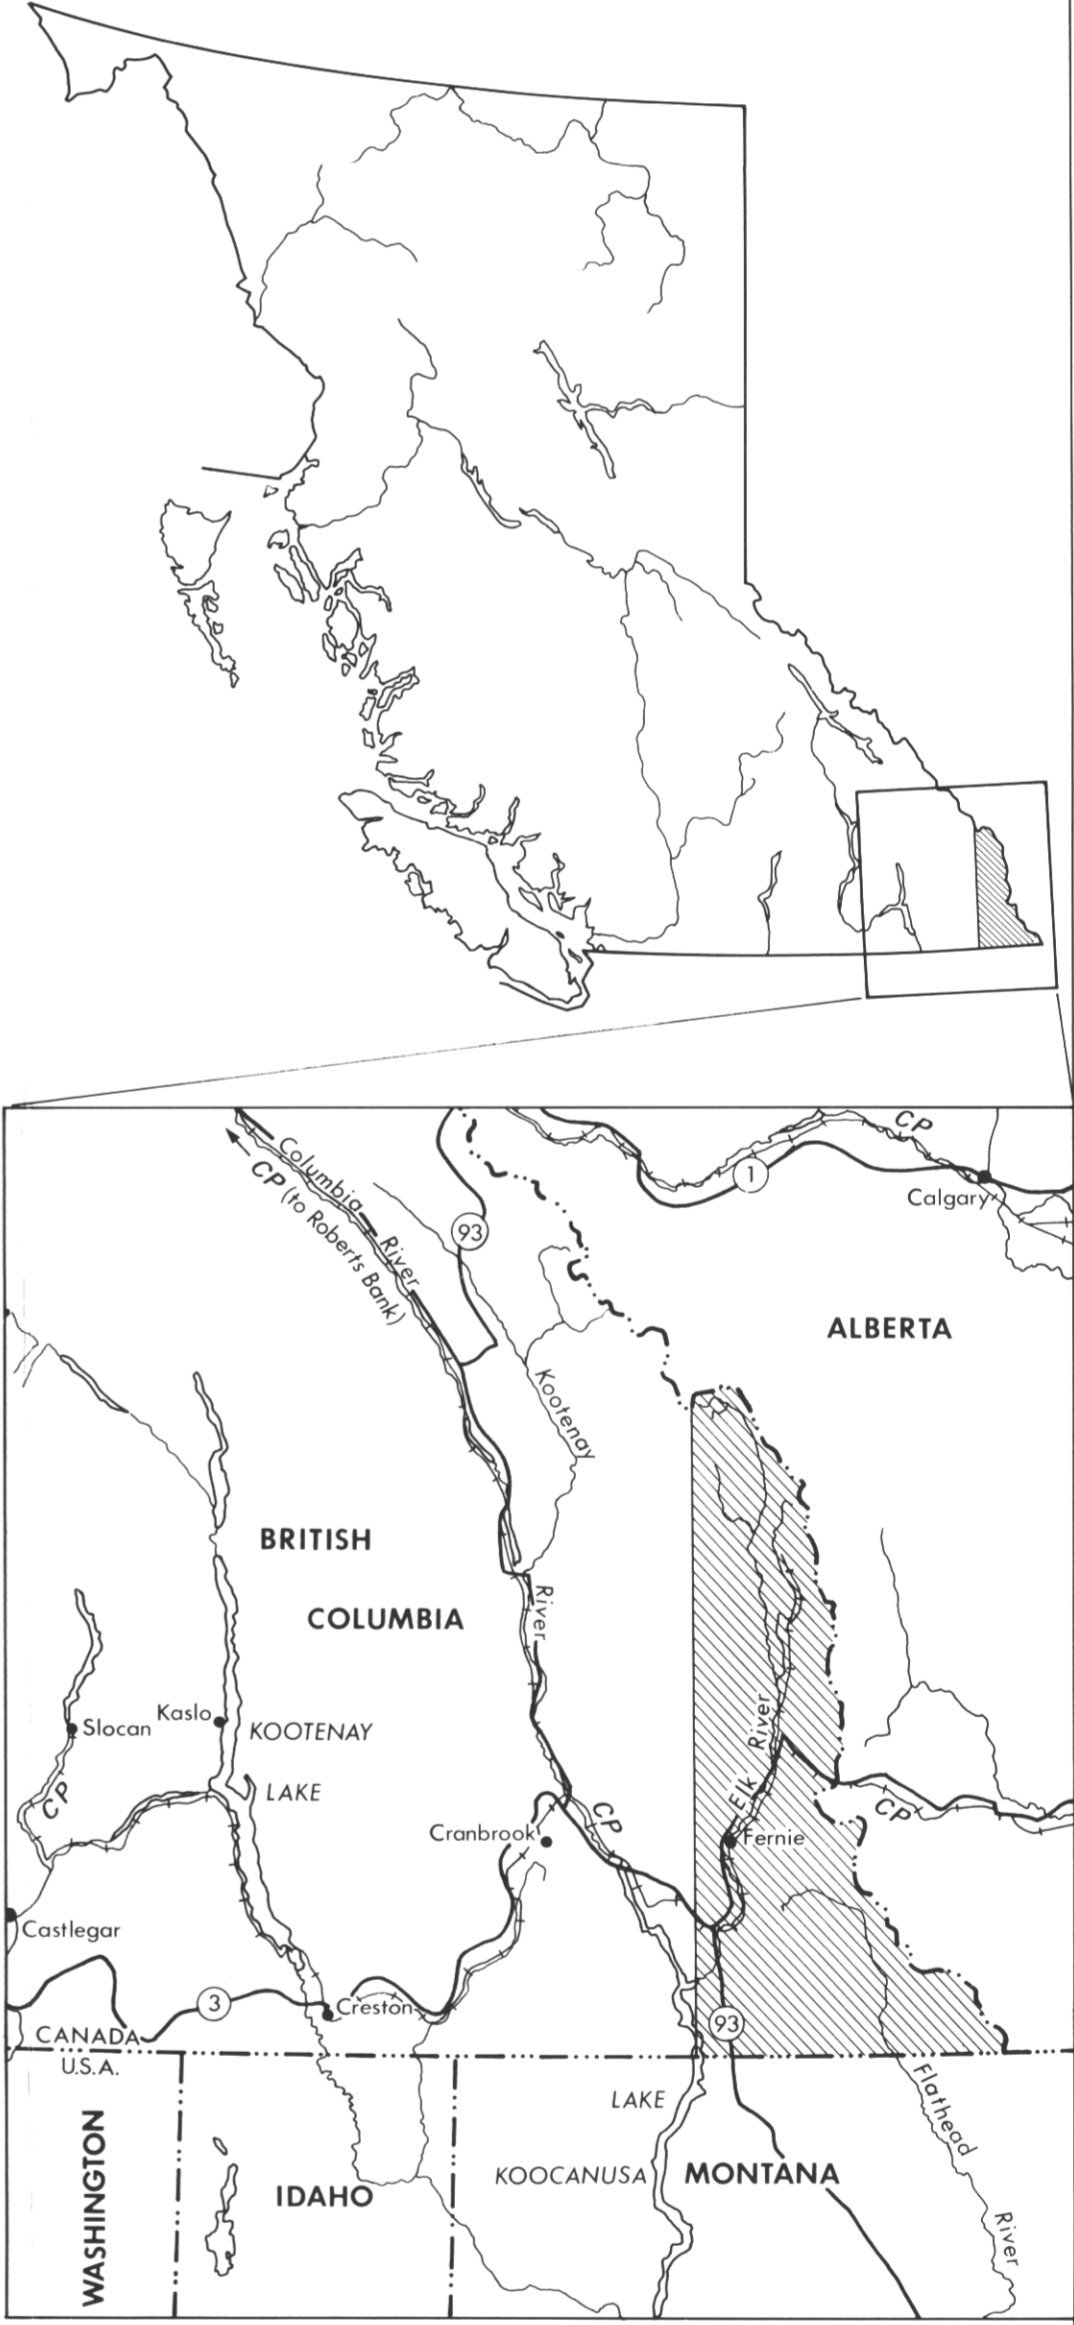 CP
Columbia
1
CP (to Roberts Bank)
Calgary
93
River
ALBERTA
Kootenay
BRITISH
River
COLUMBIA
River
Kaslo
Slocan
KOOTENAY
Elk
LAKE
CP
CP
CP
Cranbrook
Fernie
Castlegar
3
Creston
93
CANADA
U.S.A.
Flathead
LAKE
WASHINGTON
KOOCANUSA
MONTANA
IDAHO
River